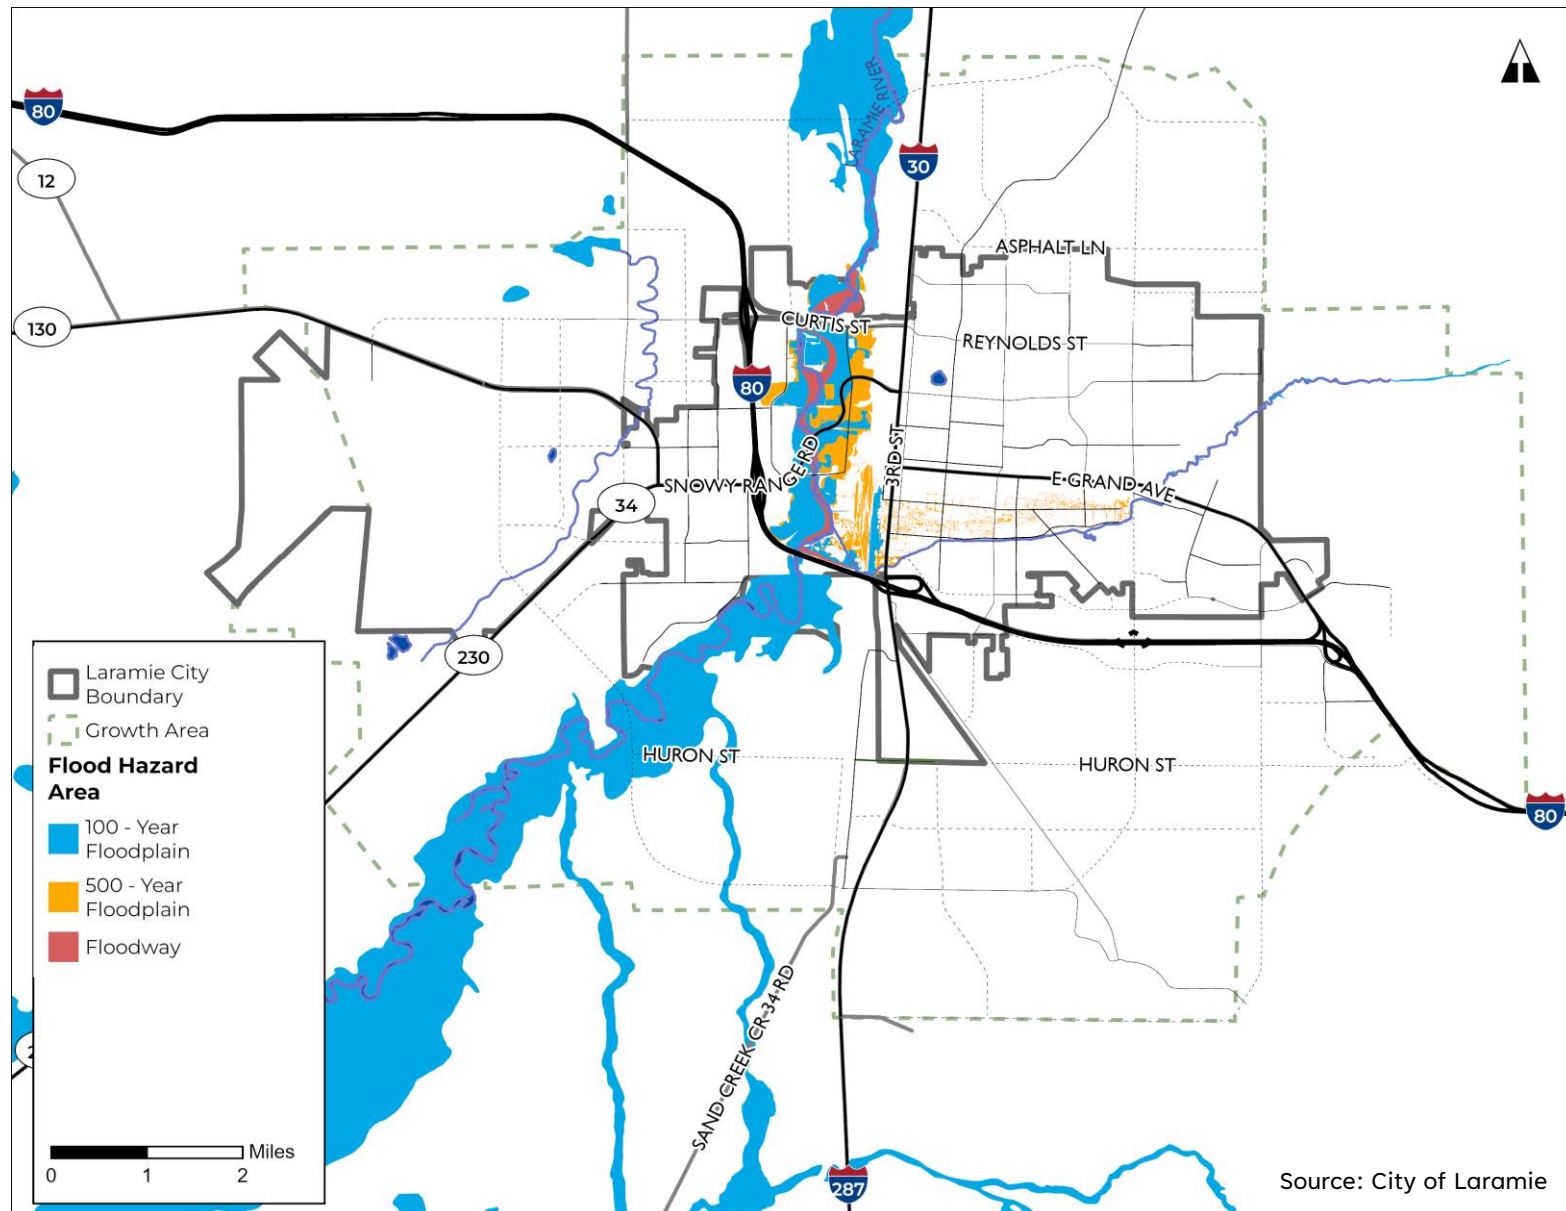 LARAMIE RIVER
80
12
30
ASPHALT LN
130
CURTIS ST
REYNOLDS ST
80
3RD ST
SNOWY RANGE RD
E GRAND AVE
34
230
HURON ST
HURON ST
80
SAND CREEK CR 34 RD
287
Laramie City
Boundary
Growth Area
Flood Hazard
Area
100 - Year
Floodplain
500 - Year
Floodplain
Floodway
Miles
0 1 2
Source: City of Laramie